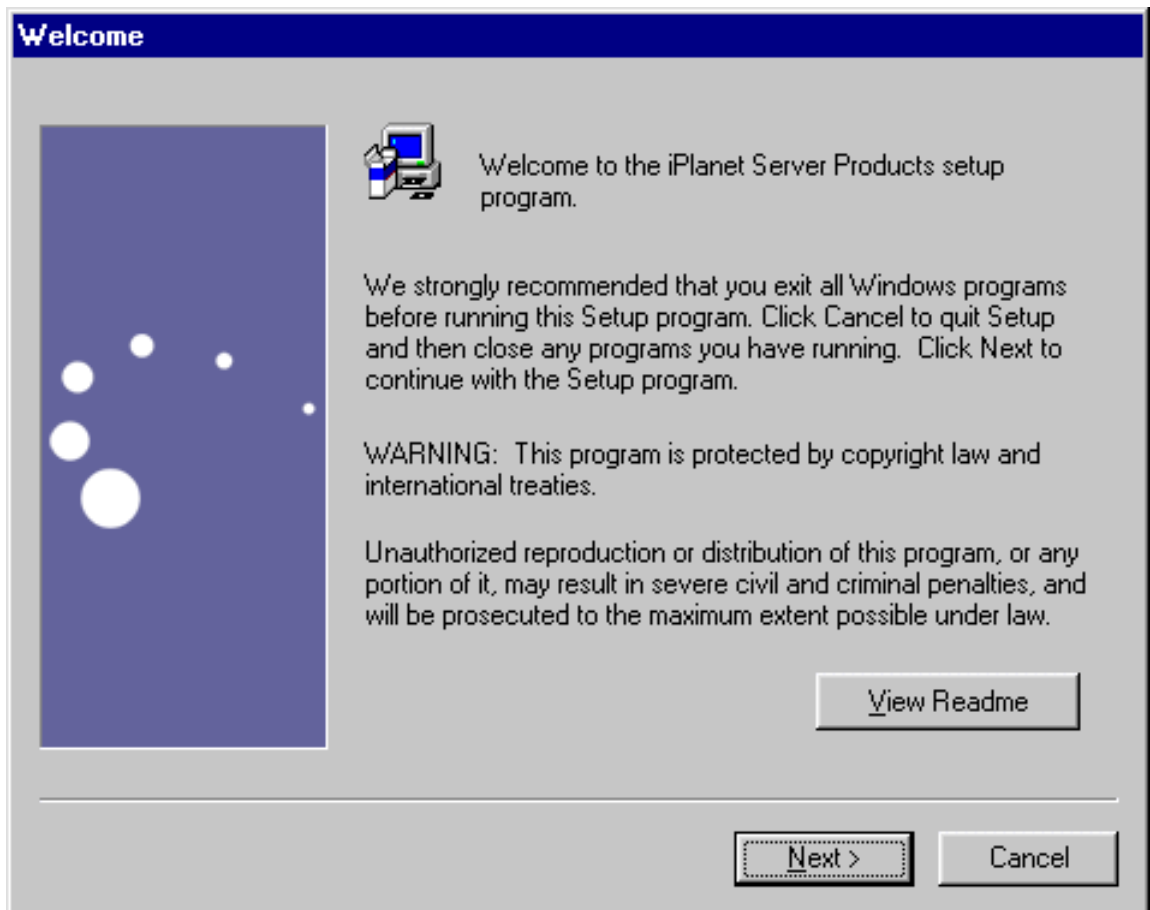 Welcome
Welcome to the iPlanet Server Products setup
program.
We strongly recommended that you exit all Windows programs
before running this Setup program. Click Cancel to quit Setup
and then close any programs you have running.  Click Next to
continue with the Setup program.
WARNING:  This program is protected by copyright law and
international treaties.
Unauthorized reproduction or distribution of this program, or any
portion of it, may result in severe civil and criminal penalties, and
will be prosecuted to the maximum extent possible under law.
View Readme
Next >
Cancel